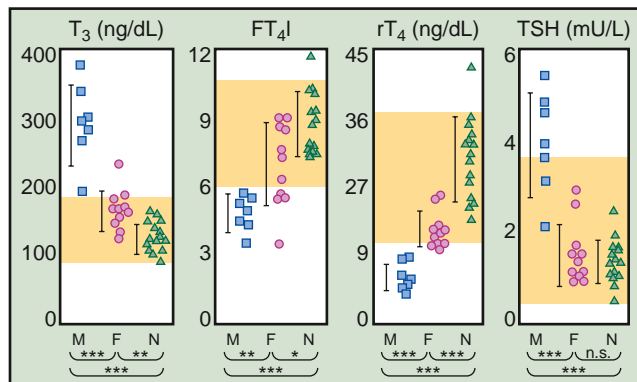 T3 (ng/dL) FT4I rT4 (ng/dL) TSH (mU/L)
400 12 45 6
300 9 36 4
200 6 27 2
100 3 9 0
0 0 0
M F N M F N M F N M F N
*** ** ** * *** *** *** n.s.
*** *** *** ***